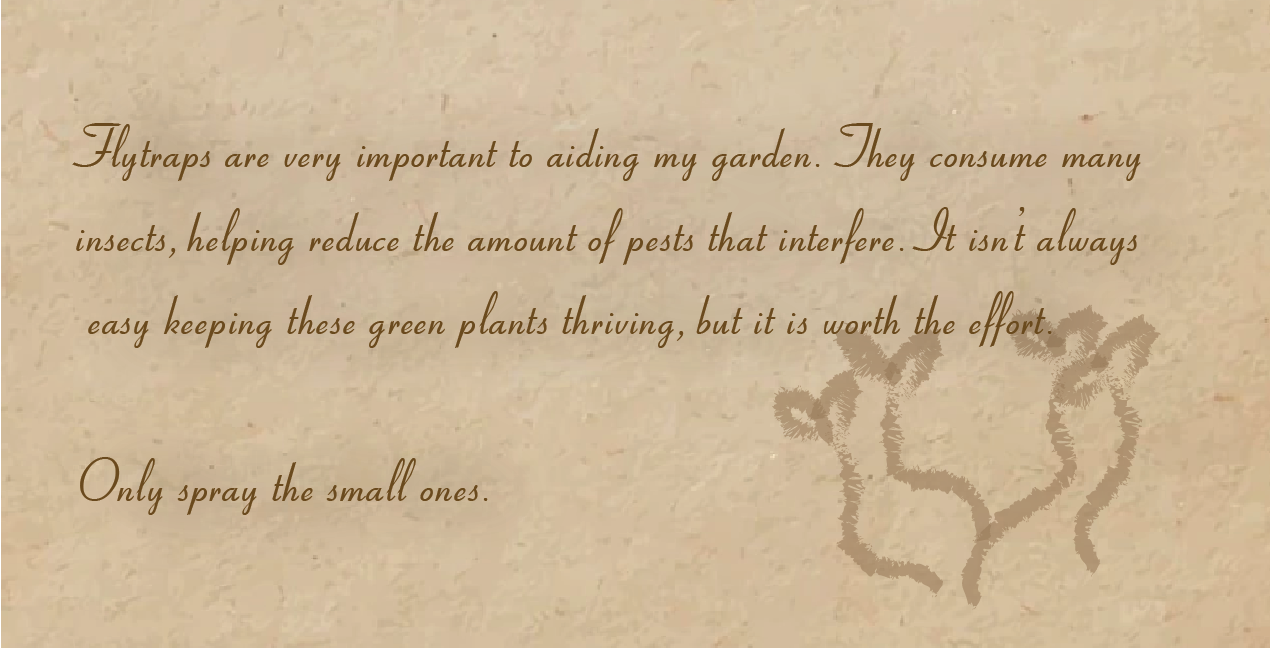 Flytraps are very important to aiding my garden. They consume many
insects, helping reduce the amount of pests that interfere. It isn't always
easy keeping these green plants thriving, but it is worth the effort.
Only spray the small ones.